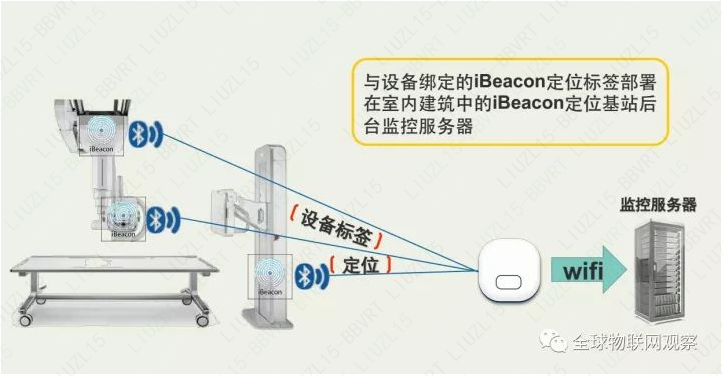 与设备绑定的iBeacon定位标签部署
在室内建筑中的iBeacon定位基站后
台监控服务器
iBeacon
iBeacon
iBeacon
设备标签
定位
wifi
监控服务器
全球物联网观察
LIUZL15-BBVRT